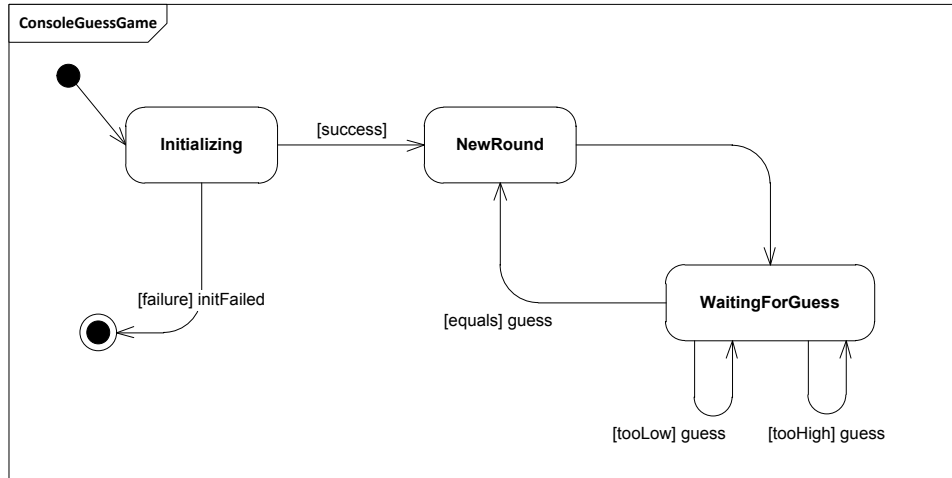 ConsoleGuessGame
[success]
Initializing
NewRound
[failure] initFailed
WaitingForGuess
[equals] guess
[tooLow] guess
[tooHigh] guess